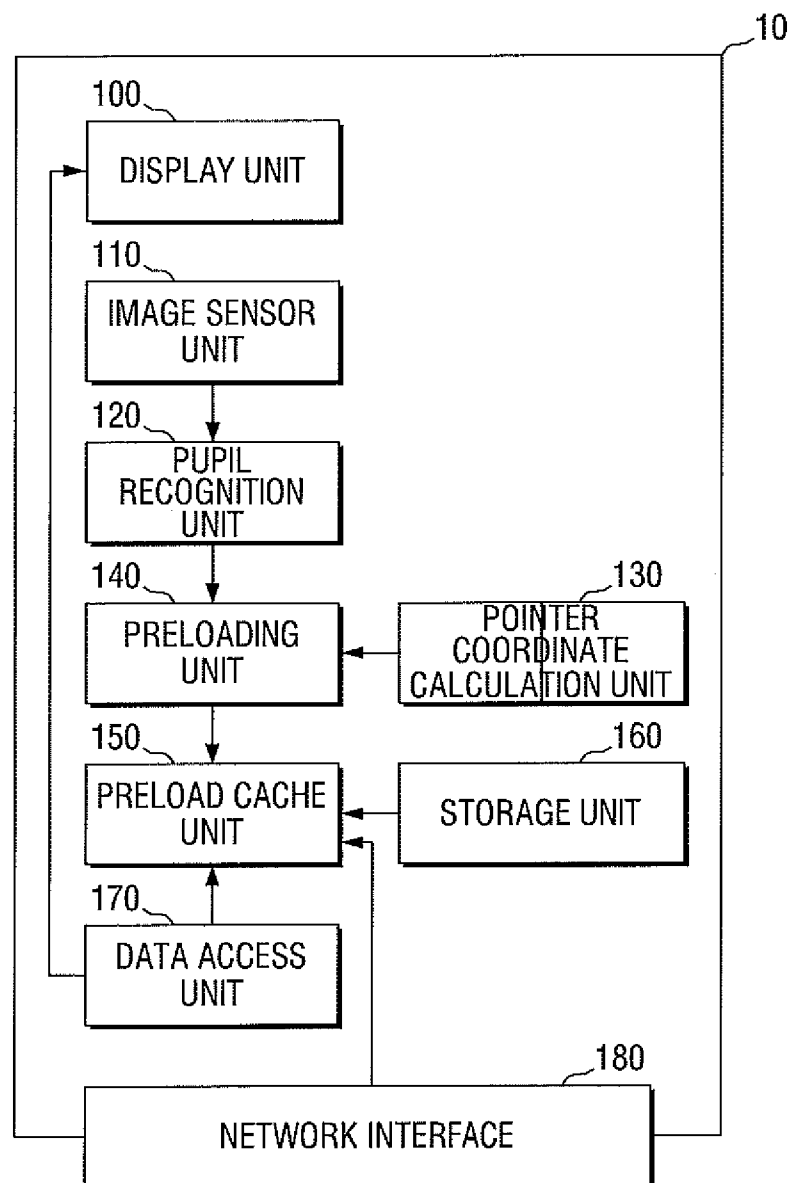 10
100
DISPLAY UNIT
110
IMAGE SENSOR
UNIT
120
PUPIL
RECOGNITION
UNIT
140
PRELOADING
UNIT
130
POINTER
COORDINATE
CALCULATION UNIT
150
PRELOAD CACHE
UNIT
160
STORAGE UNIT
170
DATA ACCESS
UNIT
180
NETWORK INTERFACE